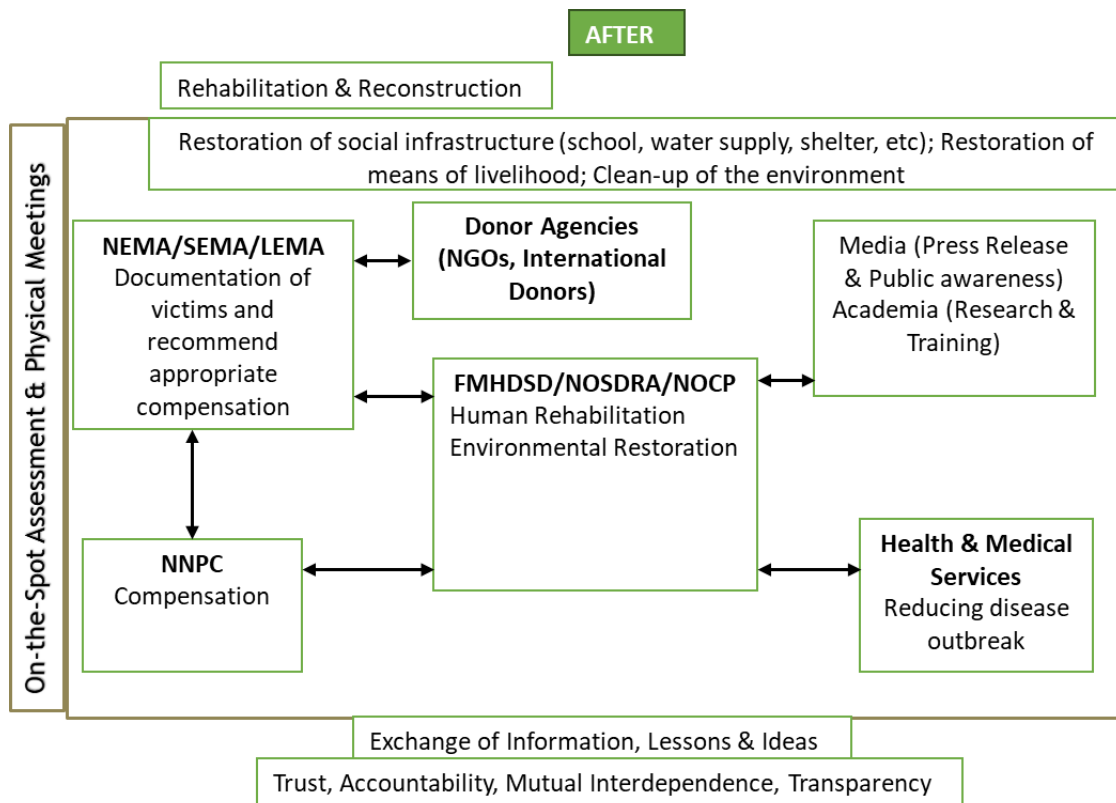 AFTER
Rehabilitation & Reconstruction
On-the-Spot Assessment & Physical Meetings
Restoration of social infrastructure (school, water supply, shelter, etc); Restoration of
means of livelihood; Clean-up of the environment
NEMA/SEMA/LEMA
Documentation of
victims and
recommend
appropriate
compensation
Donor Agencies
(NGOs, International
Donors)
Media (Press Release
& Public awareness)
Academia (Research &
Training)
FMHDSD/NOSDRA/NOCP
Human Rehabilitation
Environmental Restoration
NNPC
Compensation
Health & Medical
Services
Reducing disease
outbreak
Exchange of Information, Lessons & Ideas
Trust, Accountability, Mutual Interdependence, Transparency